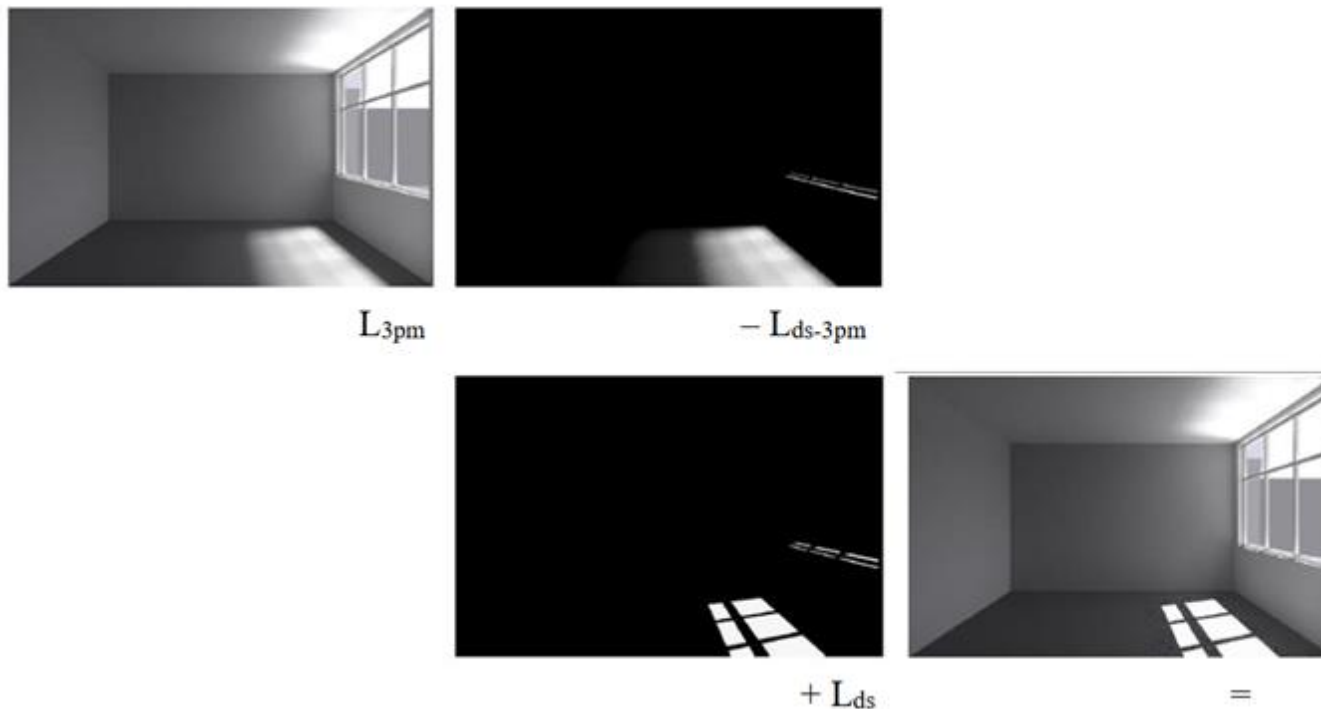 L3pm
– Lds-3pm
+ Lds
=